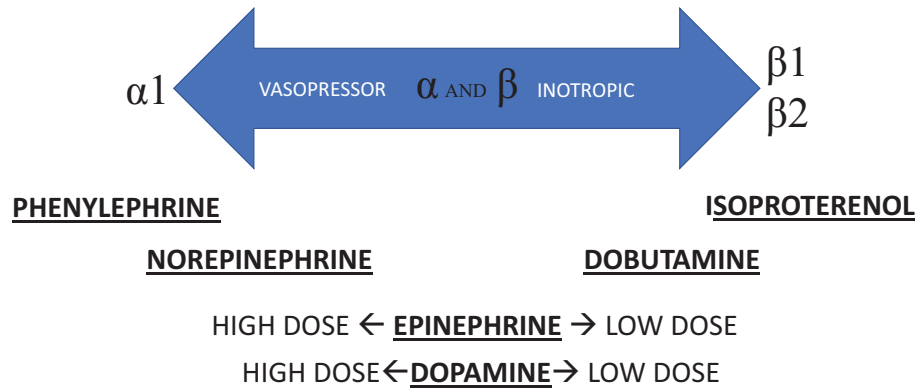 α1
VASOPRESSOR α AND β INOTROPIC
β1
β2
PHENYLEPHRINE
ISOPROTERENOL
NOREPINEPHRINE
DOBUTAMINE
HIGH DOSE ← EPINEPHRINE → LOW DOSE
HIGH DOSE←DOPAMINE→ LOW DOSE